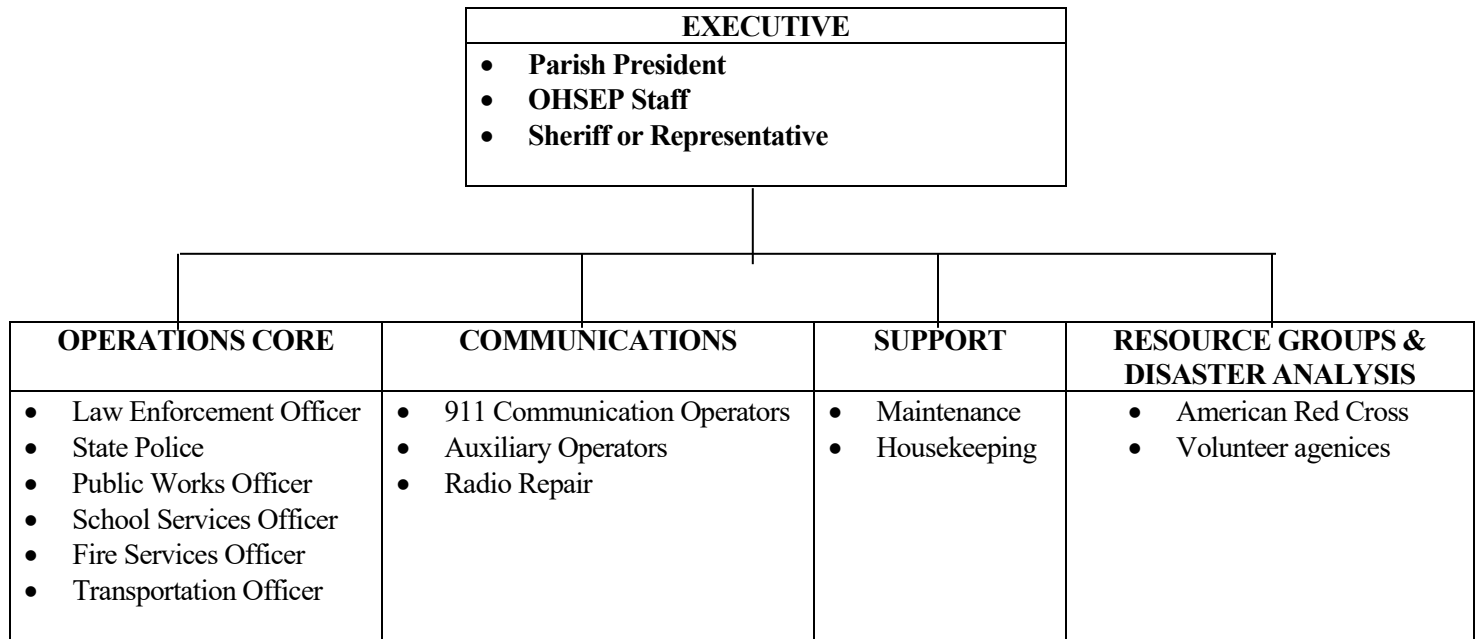 EXECUTIVE
• Parish President
• OHSEP Staff
• Sheriff or Representative
OPERATIONS CORE
• Law Enforcement Officer
• State Police
• Public Works Officer
• School Services Officer
• Fire Services Officer
• Transportation Officer
COMMUNICATIONS
• 911 Communication Operators
• Auxiliary Operators
• Radio Repair
SUPPORT
• Maintenance
• Housekeeping
RESOURCE GROUPS &
DISASTER ANALYSIS
• American Red Cross
• Volunteer agenices